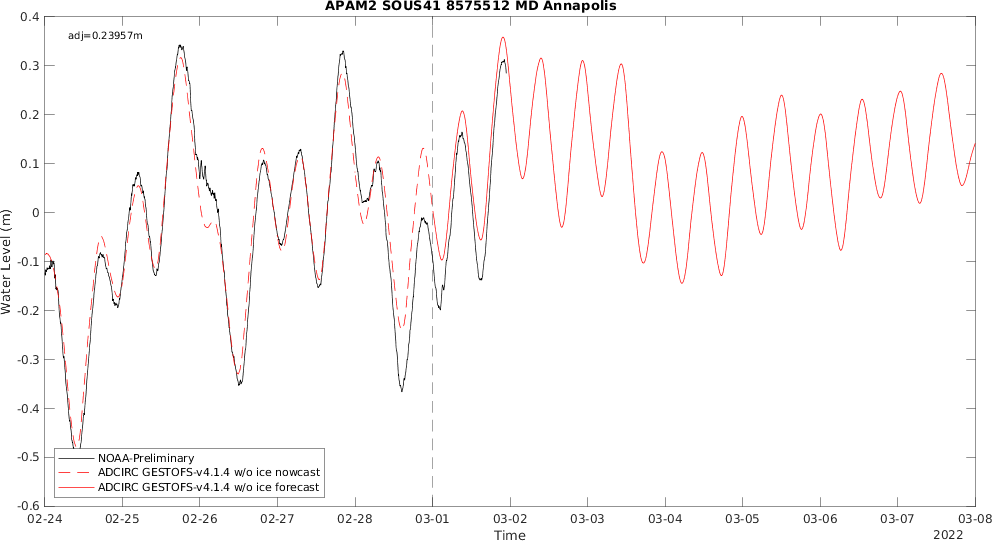 APAM2 SOUS41 8575512 MD Annapolis
adj=0.23957m
0.4
0.3
0.2
0.1
0
-0.1
-0.2
-0.3
-0.4
-0.5
-0.6
Water Level (m)
NOAA-Preliminary
ADCIRC GESTOFS-v4.1.4 w/o ice nowcast
ADCIRC GESTOFS-v4.1.4 w/o ice forecast
02-24 02-25 02-26 02-27 02-28 03-01 03-02 03-03 03-04 03-05 03-06 03-07 03-08
Time
2022